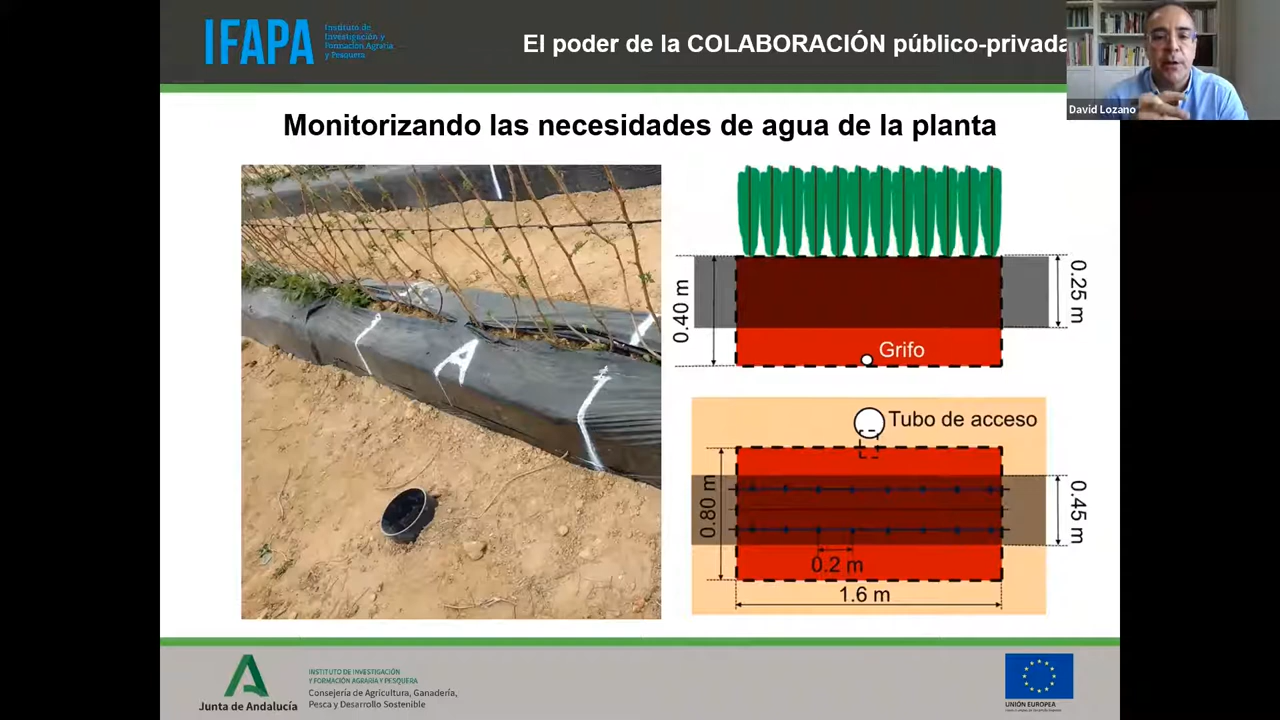 IFAPA
Instituto de
Investigación y
Formación Agraria
y Pesquera
El poder de la COLABORACIÓN público-privada
David Lozano
Monitorizando las necesidades de agua de la planta
A
0.40 m
0.25 m
Grifo
Tubo de acceso
0.80 m
0.45 m
0.2 m
1.6 m
Junta de Andalucía
INSTITUTO DE INVESTIGACIÓN
Y FORMACIÓN AGRARIA Y PESQUERA
Consejería de Agricultura, Ganadería,
Pesca y Desarrollo Sostenible
UNIÓN EUROPEA